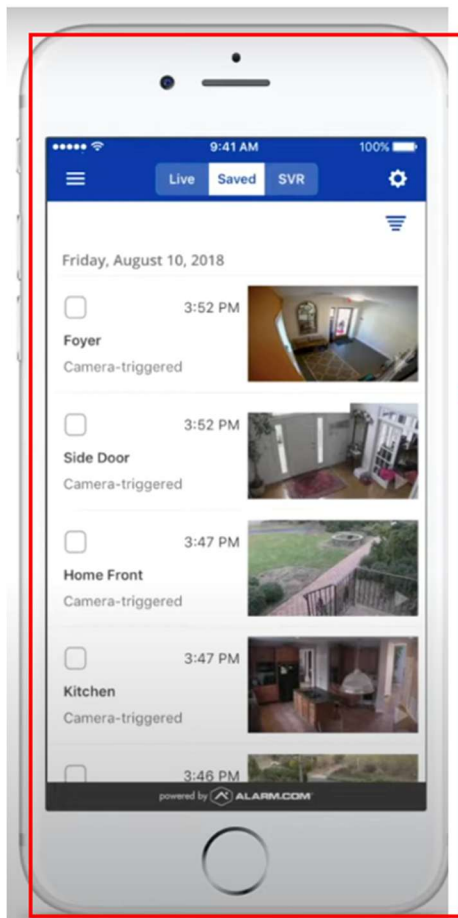 9:41 AM 100%
Live Saved SVR
Friday, August 10, 2018
3:52 PM
Foyer
Camera-triggered
3:52 PM
Side Door
Camera-triggered
3:47 PM
Home Front
Camera-triggered
3:47 PM
Kitchen
Camera-triggered
3:46 PM
powered by ALARM.COM